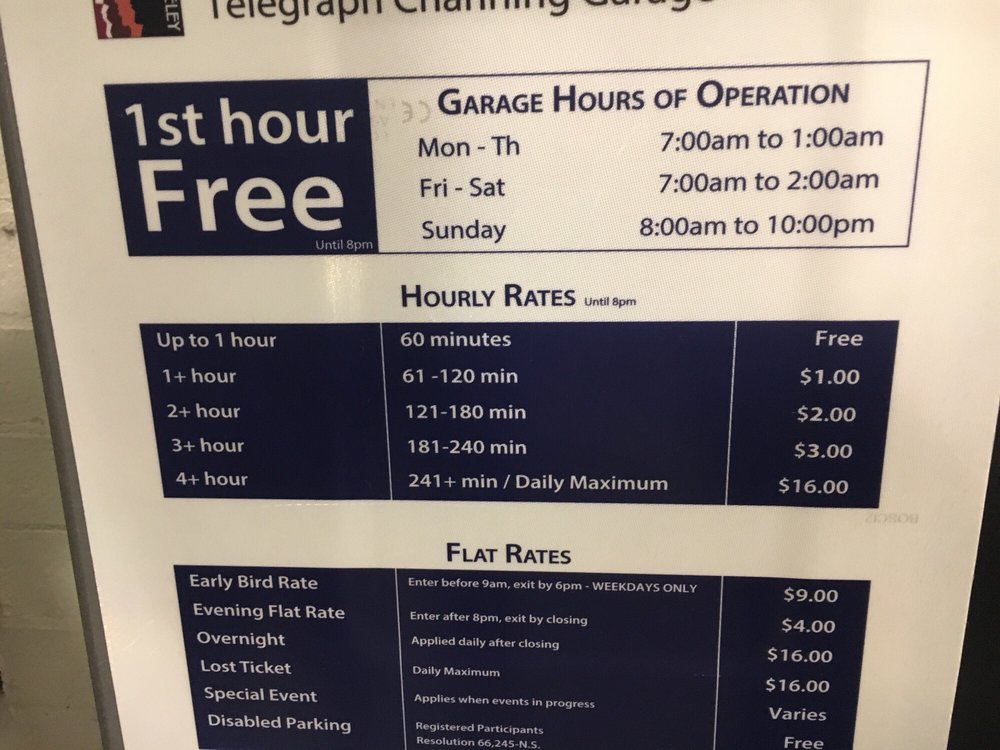 ELEY
Telegraph Channing Garage
1st hour
Free
Until 8pm
GARAGE HOURS OF OPERATION
Mon - Th 7:00am to 1:00am
Fri - Sat 7:00am to 2:00am
Sunday 8:00am to 10:00pm
HOURLY RATES Until 8pm
Up to 1 hour 60 minutes Free
1+ hour 61 -120 min $1.00
2+ hour 121-180 min $2.00
3+ hour 181-240 min $3.00
4+ hour 241+ min / Daily Maximum $16.00
FLAT RATES
Early Bird Rate Enter before 9am, exit by 6pm - WEEKDAYS ONLY $9.00
Evening Flat Rate Enter after 8pm, exit by closing $4.00
Overnight Applied daily after closing $16.00
Lost Ticket Daily Maximum $16.00
Special Event Applies when events in progress Varies
Disabled Parking Registered Participants Free
Resolution 66,245-N.S.